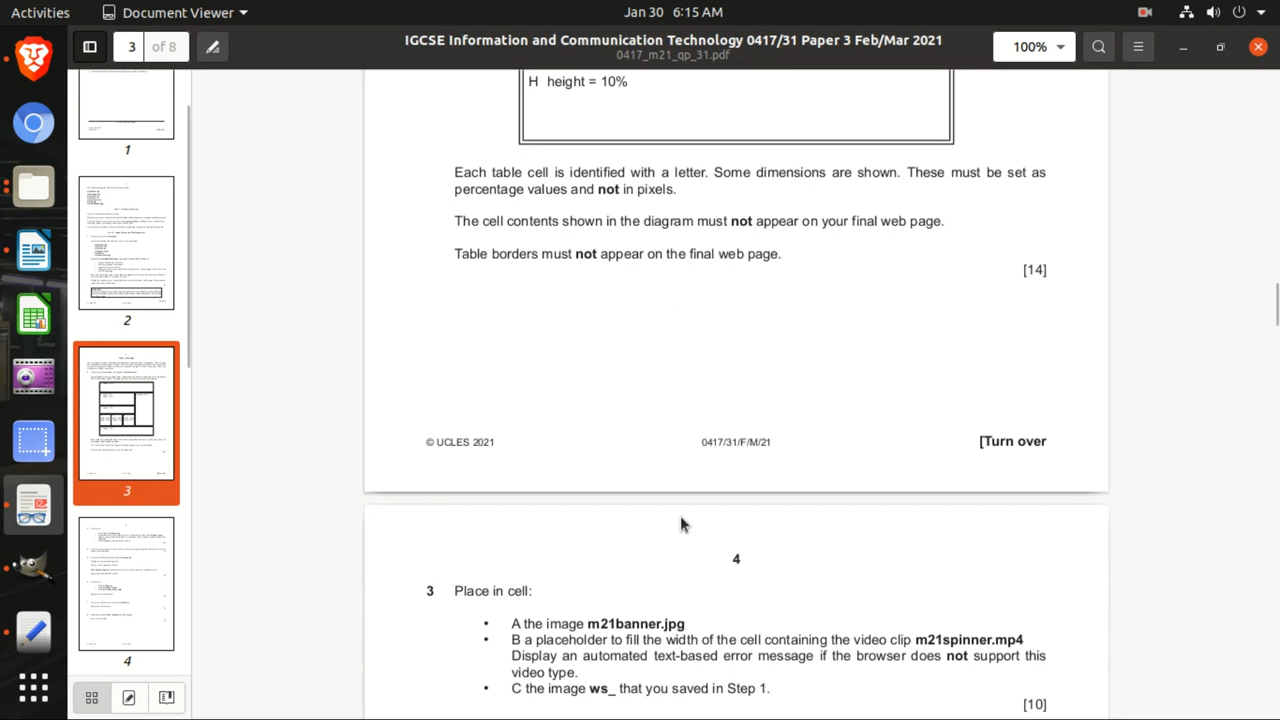 Activities
Document Viewer
Jan 30 6:15 AM
3
of 8
IGCSE Information and Communication Technology 0417/31 Paper 3 Feb/Mar 2021
0417_m21_qp_31.pdf
100%
1
2
3
4
H height = 10%
Each table cell is identified with a letter. Some dimensions are shown. These must be set as
percentage values and not in pixels.
The cell contents shown in the diagram must not appear on the final web page.
Table borders must not appear on the final web page.
[14]
© UCLES 2021
0417/31/F/M/21
[Turn over
4
3 Place in cell:
• A the image m21banner.jpg
• B a placeholder to fill the width of the cell containing the video clip m21spinner.mp4
Display an automated text-based error message if the browser does not support this
video type.
• C the image ws_ that you saved in Step 1.
[10]